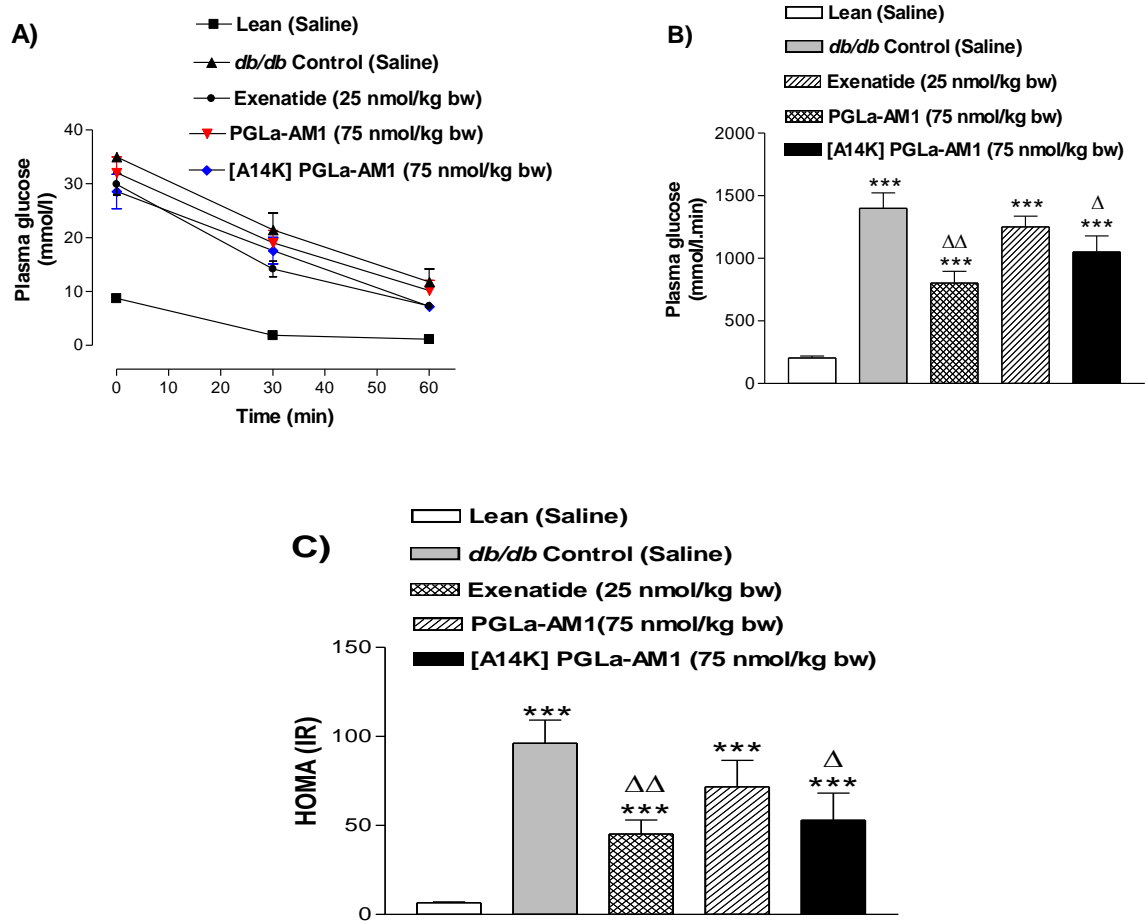 A)
Lean (Saline)
db/db Control (Saline)
Exenatide (25 nmol/kg bw)
PGLa-AM1 (75 nmol/kg bw)
[A14K] PGLa-AM1 (75 nmol/kg bw)
Plasma glucose
(mmol/l)
40
30
20
10
0
0 10 20 30 40 50 60
Time (min)
B)
Lean (Saline)
db/db Control (Saline)
Exenatide (25 nmol/kg bw)
PGLa-AM1 (75 nmol/kg bw)
[A14K] PGLa-AM1 (75 nmol/kg bw)
Plasma glucose
(mmol/l.min)
2000
1500
1000
500
0
***
ΔΔ
***
***
Δ
***
C)
Lean (Saline)
db/db Control (Saline)
Exenatide (25 nmol/kg bw)
PGLa-AM1(75 nmol/kg bw)
[A14K] PGLa-AM1 (75 nmol/kg bw)
HOMA (IR)
150
100
50
0
***
ΔΔ
***
***
Δ
***